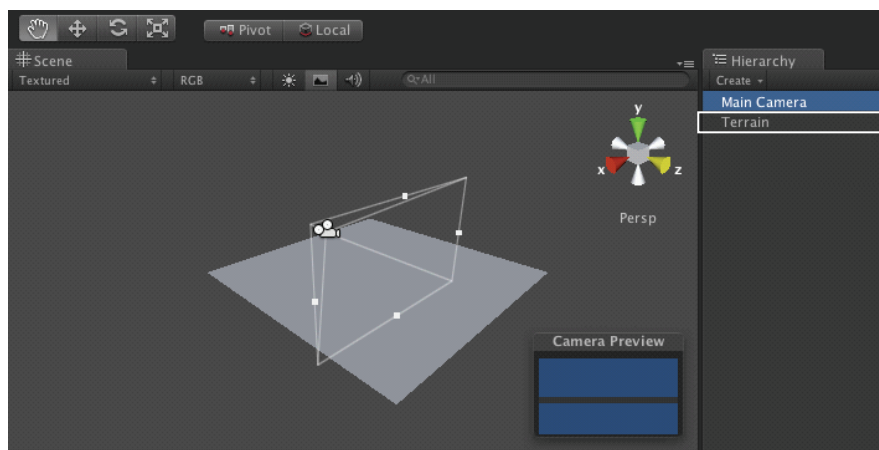 Pivot Local
Scene
Textured RGB All
Hierarchy
Create
Main Camera
Terrain
y
x z
Persp
Camera Preview